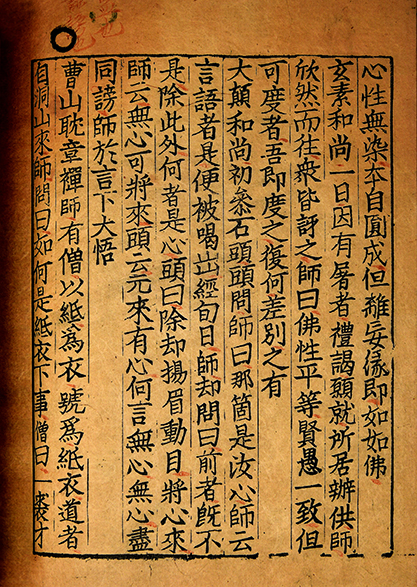 心性無染本自圓成但離妄緣即如如佛
玄素和尚一日因有屠者禮謁願就所居辦供師
欣然而往衆皆訝之師曰佛性平等賢愚一致但
可度者吾即度之復何差別之有
大顚和尚初叅石頭頭問師曰那箇是汝心師云
言語者是便被喝出經旬日師却問曰前者旣不
是除此外何者是心頭曰除却揚眉動目將心來
師云無心可將來頭云元來有心何言無心無心盡
同謗師於言下大悟
曹山耽章禪師有僧以紙爲衣號爲紙衣道者
自洞山來師問曰如何是紙衣下事僧曰一裘才